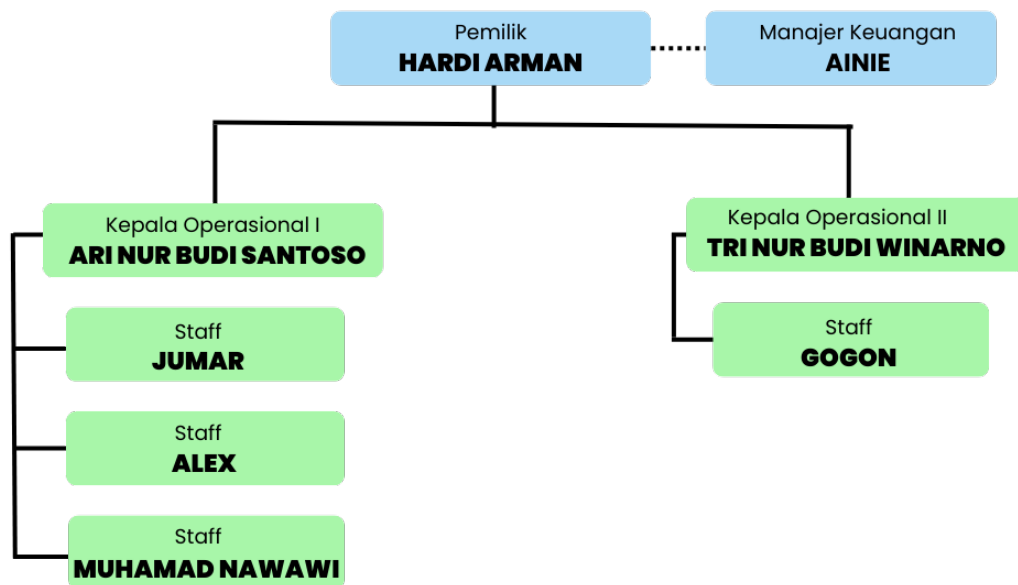 Pemilik
HARDI ARMAN
Manajer Keuangan
AINIE
Kepala Operasional I
ARI NUR BUDI SANTOSO
Kepala Operasional II
TRI NUR BUDI WINARNO
Staff
JUMAR
Staff
GOGON
Staff
ALEX
Staff
MUHAMAD NAWAWI